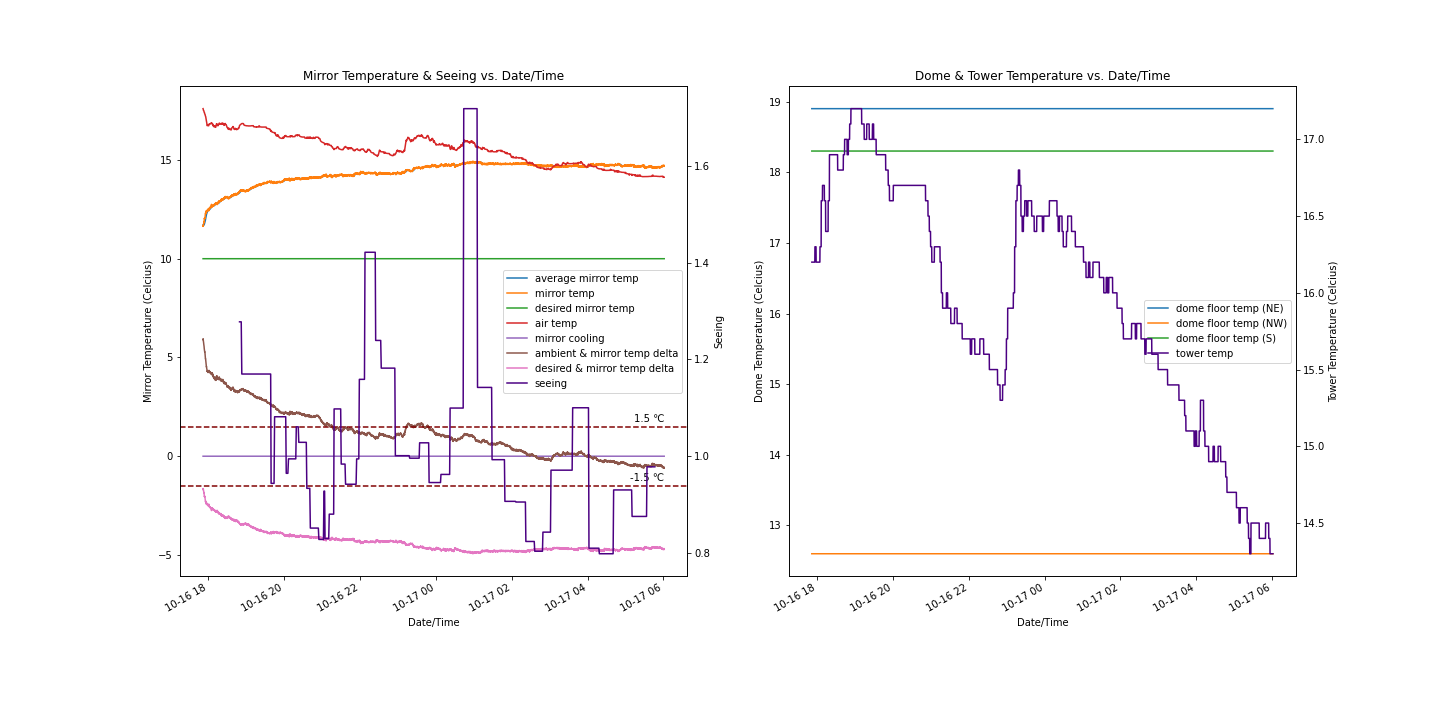 Mirror Temperature & Seeing vs. Date/Time
Mirror Temperature (Celcius)
15
10
5
0
−5
1.6
1.4
1.2
1.0
0.8
Seeing
average mirror temp
mirror temp
desired mirror temp
air temp
mirror cooling
ambient & mirror temp delta
desired & mirror temp delta
seeing
1.5 °C
-1.5 °C
10-16 18
10-16 20
10-16 22
10-17 00
10-17 02
10-17 04
10-17 06
Date/Time
Dome & Tower Temperature vs. Date/Time
Dome Temperature (Celcius)
19
18
17
16
15
14
13
17.0
16.5
16.0
15.5
15.0
14.5
Tower Temperature (Celcius)
dome floor temp (NE)
dome floor temp (NW)
dome floor temp (S)
tower temp
10-16 18
10-16 20
10-16 22
10-17 00
10-17 02
10-17 04
10-17 06
Date/Time